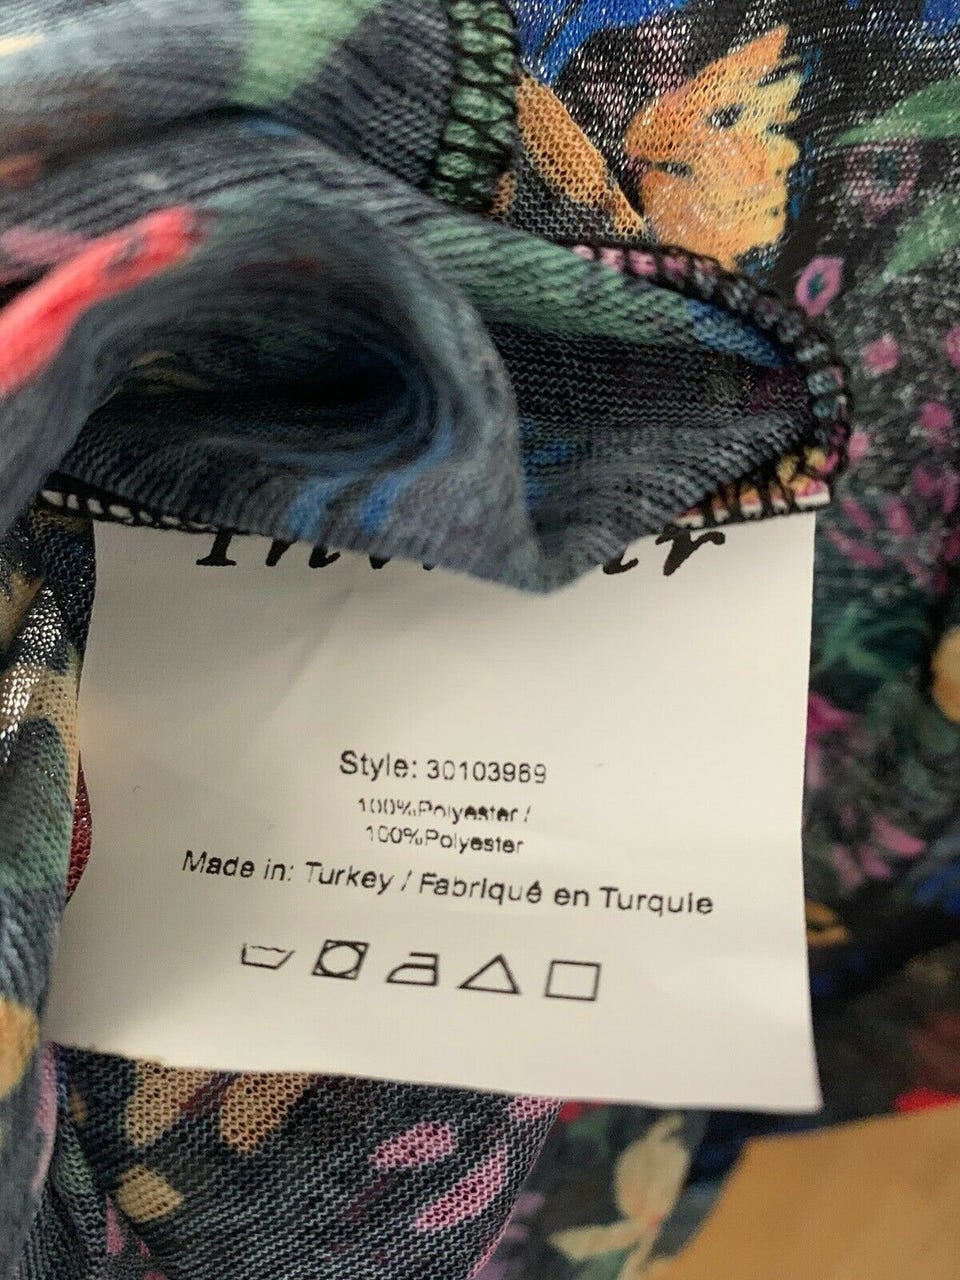 Style: 30103969
100%Polyester /
100%Polyester
Made in: Turkey / Fabriqué en Turquie